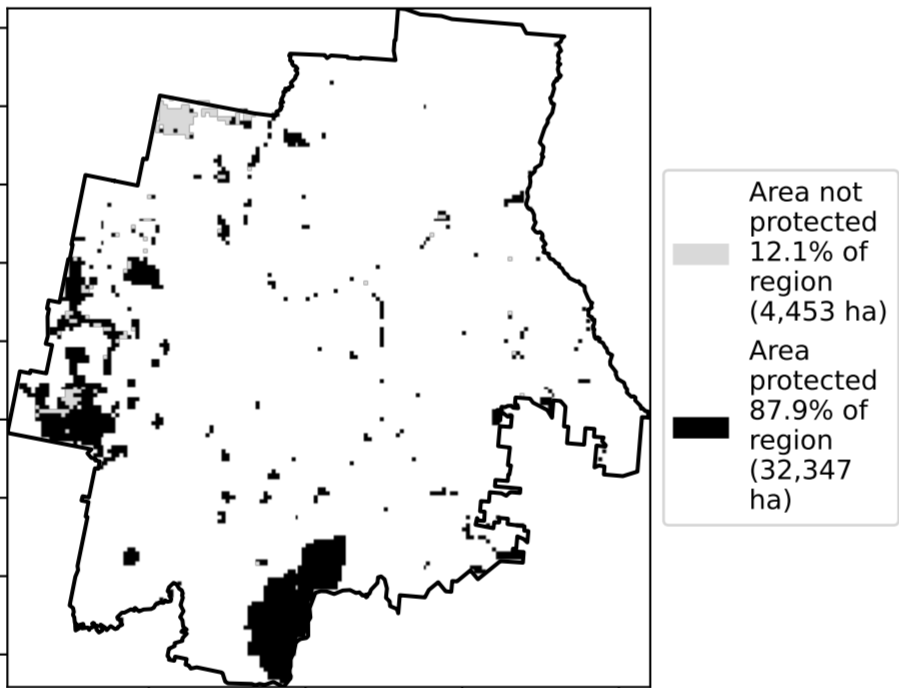 Area not
protected
12.1% of
region
(4,453 ha)
Area
protected
87.9% of
region
(32,347
ha)